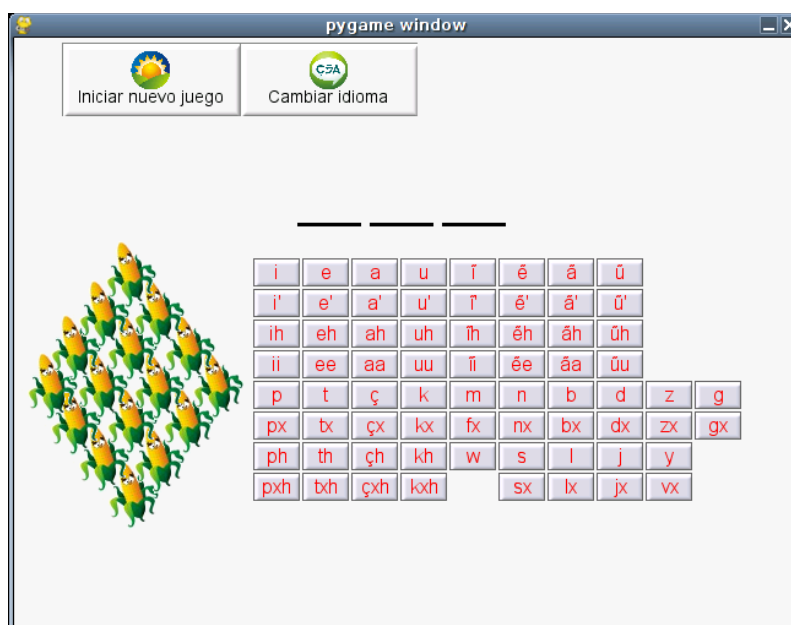 pygame window
Iniciar nuevo juego Cambiar idioma
i e a u ĩ ẽ ã ũ
i' e' a' u' ĩ' ẽ' ã' ũ'
ih eh ah uh ĩh ẽh ãh ũh
ii ee aa uu ĩi ẽe ãa ũu
p t ç k m n b d z g
px tx çx kx fx nx bx dx zx gx
ph th çh kh w s l j y
pxh txh çxh kxh sx lx jx vx